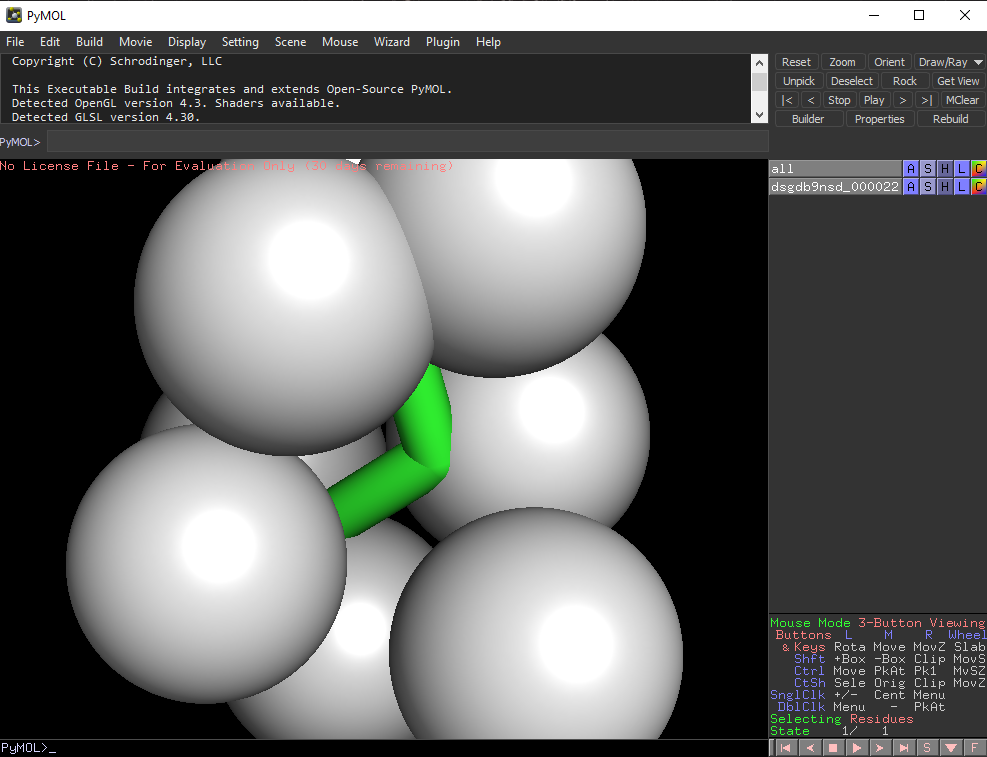 PyMOL
File Edit Build Movie Display Setting Scene Mouse Wizard Plugin Help
Copyright (C) Schrodinger, LLC
This Executable Build integrates and extends Open-Source PyMOL.
Detected OpenGL version 4.3. Shaders available.
Detected GLSL version 4.30.
PyMOL>
Reset Zoom Orient Draw/Ray
Unpick Deselect Rock Get View
|< < Stop Play > >| MClear
Builder Properties Rebuild
No License File - For Evaluation Only (30 days remaining)
all A S H L C
dsgdb9nsd_000022 A S H L C
Mouse Mode 3-Button Viewing
Buttons L M R Wheel
& Keys Rota Move MovZ Slab
Shft +Box -Box Clip MovS
Ctrl Move PkAt Pk1 MvSZ
CtSh Sele Orig Clip MovZ
SnglClk +/- Cent Menu
DblClk Menu - PkAt
Selecting Residues
State 1/ 1
PyMOL>_
S F